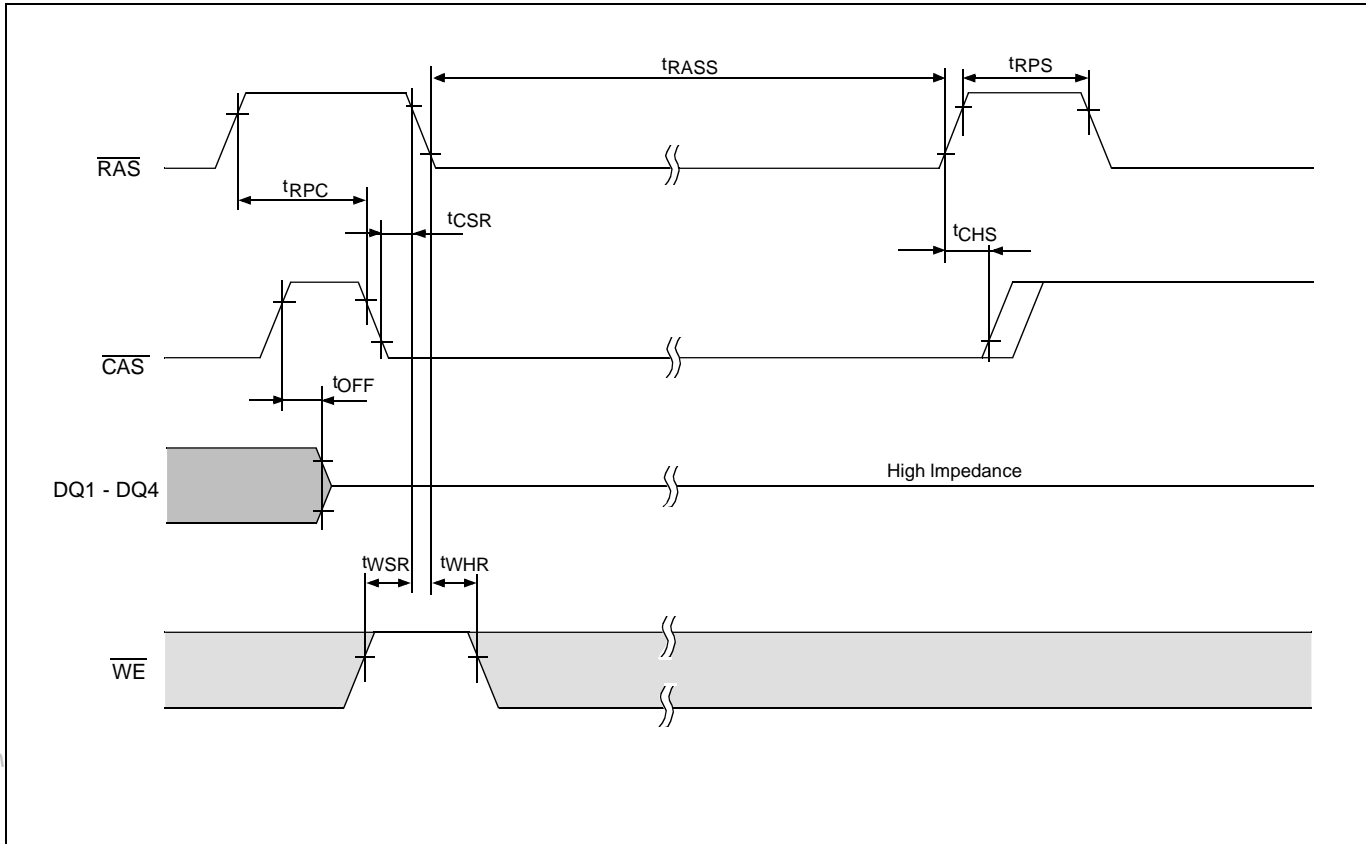 tRASS
tRPS
RAS
tRPC
tCSR
tCHS
CAS
tOFF
DQ1 - DQ4
High Impedance
tWSR
tWHR
WE